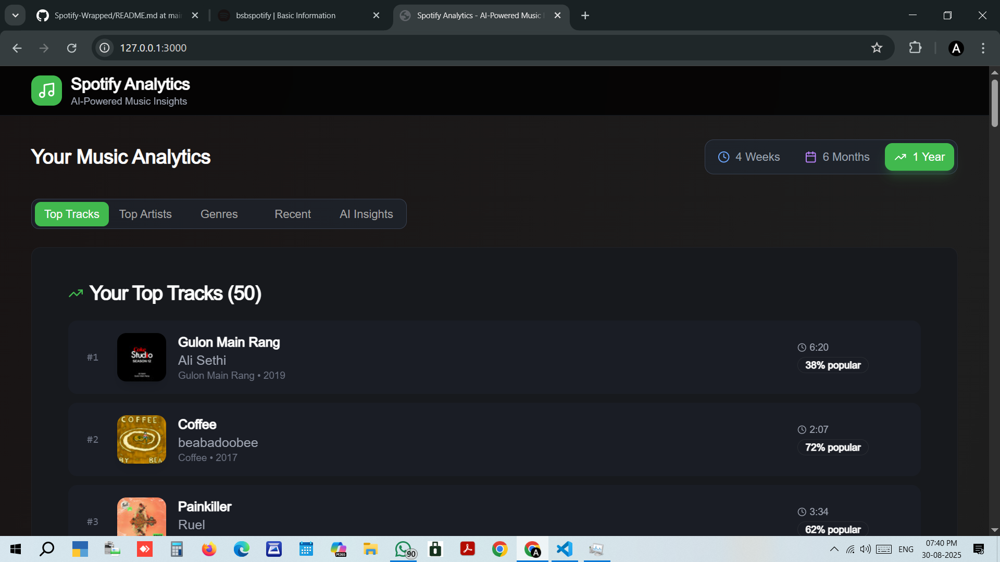 Spotify-Wrapped/README.md at mai
bsbspotify | Basic Information
Spotify Analytics - AI-Powered Music
127.0.0.1:3000
A
Spotify Analytics
AI-Powered Music Insights
Your Music Analytics
4 Weeks
6 Months
1 Year
Top Tracks
Top Artists
Genres
Recent
AI Insights
Your Top Tracks (50)
#1
Coke
Studio
SEASON 12
Gulon Main Rang
Ali Sethi
Gulon Main Rang • 2019
6:20
38% popular
#2
COFFEE
BY BEA
Coffee
beabadoobee
Coffee • 2017
2:07
72% popular
#3
Painkiller
Ruel
3:34
62% popular
M365
90
A
ENG
07:40 PM
30-08-2025